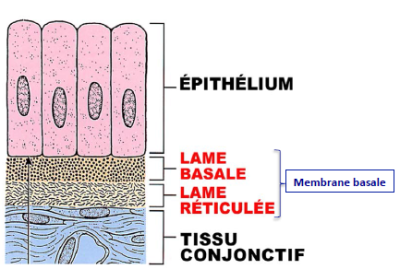 ÉPITHÉLIUM
LAME
BASALE
Membrane basale
LAME
RÉTICULÉE
TISSU
CONJONCTIF